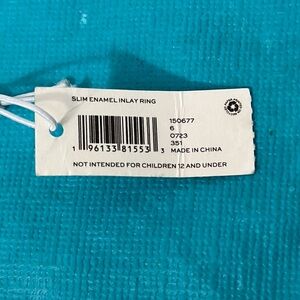 SLIM ENAMEL INLAY RING
150677
6
0723
351
1 96133 81553 3 MADE IN CHINA
NOT INTENDED FOR CHILDREN 12 AND UNDER